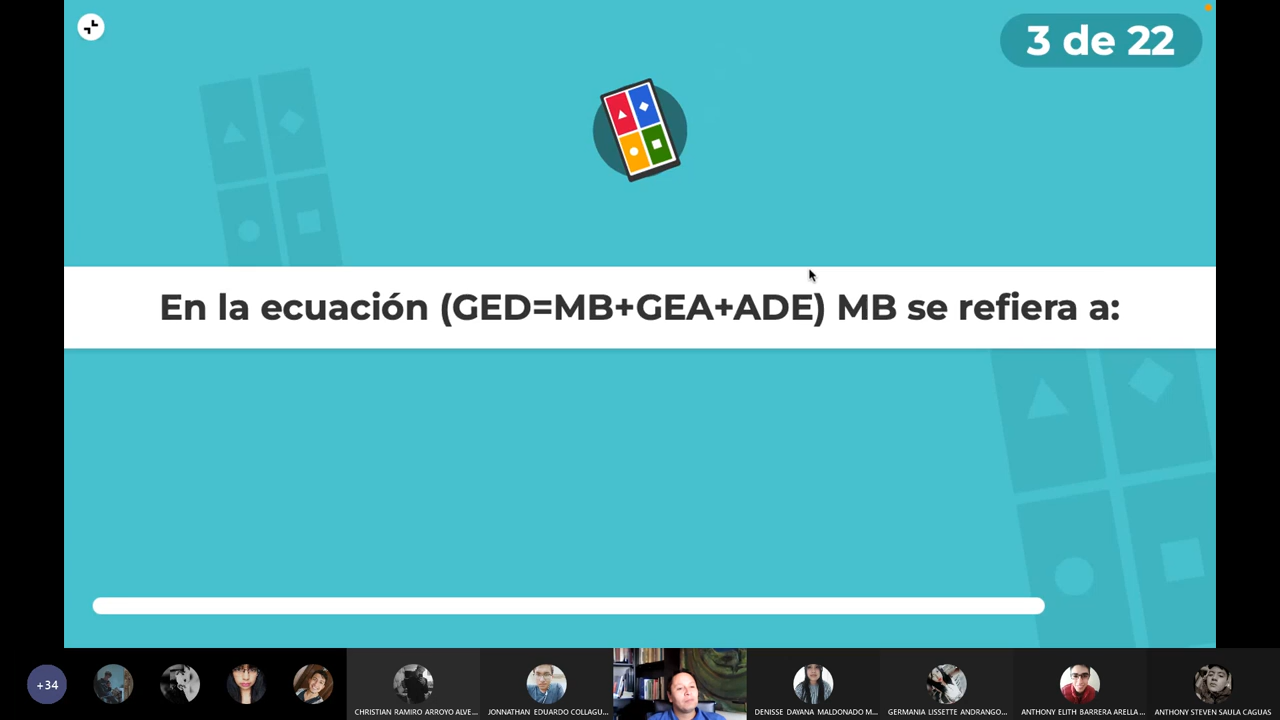 3 de 22
En la ecuación (GED=MB+GEA+ADE) MB se refiera a:
+34
CHRISTIAN RAMIRO ARROYO ALVE...
JONNATHAN EDUARDO COLLAGU...
DENISSE DAYANA MALDONADO M...
GERMANIA LISSETTE ANDRANGO...
ANTHONY ELITH BARRERA ARELLA ...
ANTHONY STEVEN SAULA CAGUAS